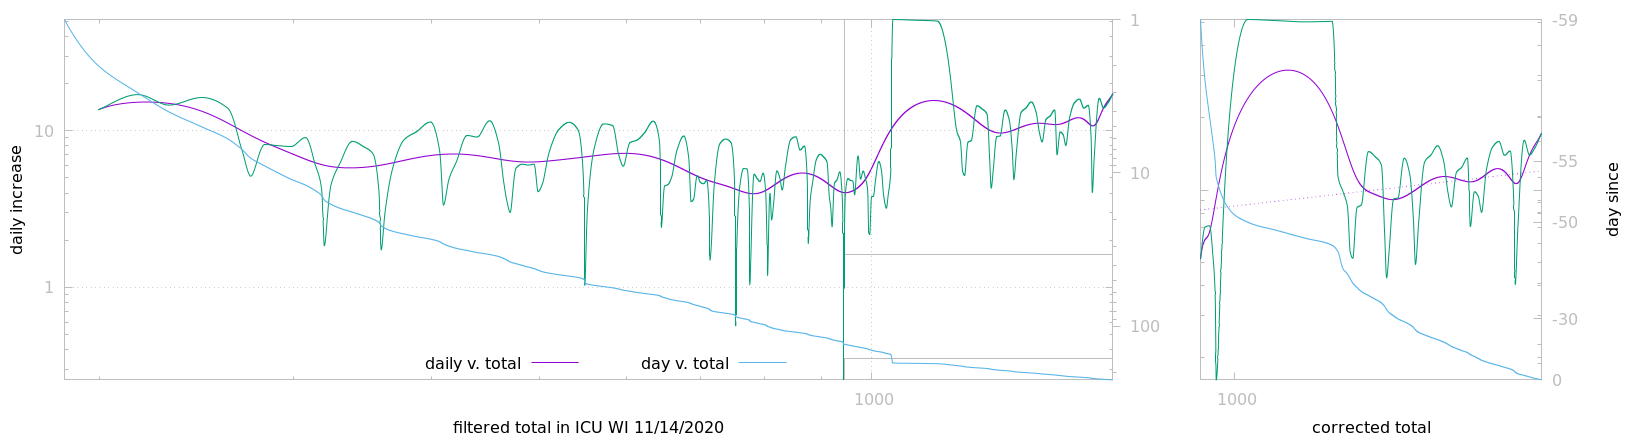 daily increase
10
1
daily v. total
day v. total
1
10
100
1000
filtered total in ICU WI 11/14/2020
-59
-55
-50
-30
0
day since
1000
corrected total